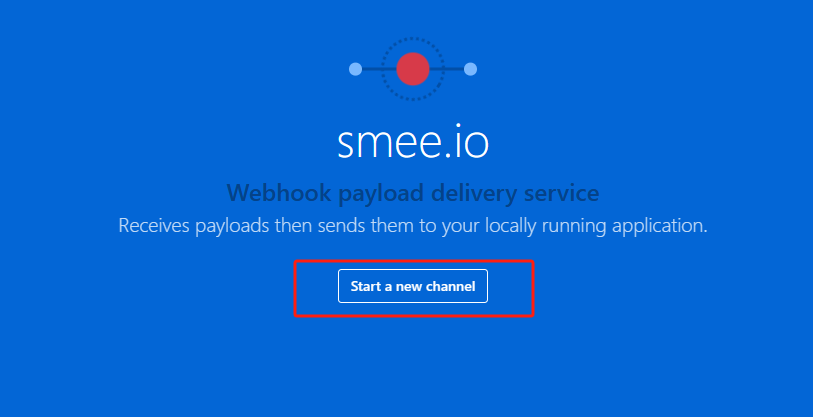 smee.io
Webhook payload delivery service
Receives payloads then sends them to your locally running application.
Start a new channel